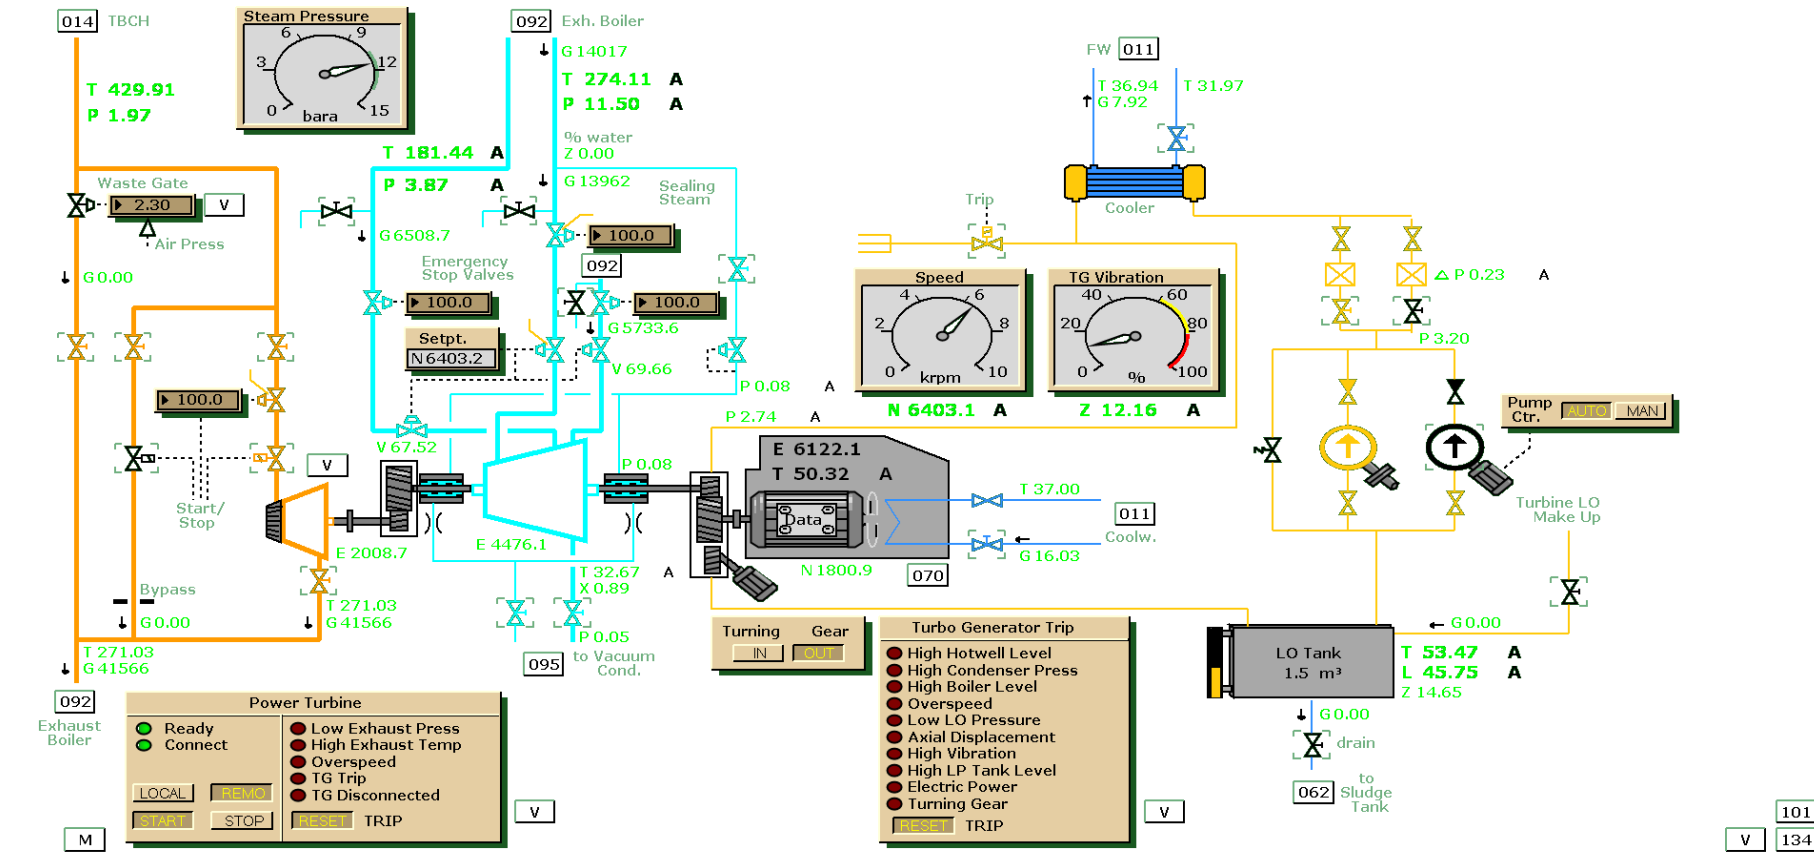 014 TBCH
Steam Pressure
0 3 6 9 12 15
bara
092 Exh. Boiler
G 14017
T 274.11 A
P 11.50 A
% water
Z 0.00
G 13962
T 429.91
P 1.97
T 181.44 A
P 3.87 A
Sealing
Steam
FW 011
T 36.94
G 7.92
T 31.97
Cooler
Waste Gate
2.30
V
Air Press
G 0.00
G 6508.7
100.0
Emergency
Stop Valves
092
100.0
100.0
G 5733.6
Setpt.
N 6403.2
V 69.66
P 0.08 A
Trip
Speed
0 2 4 6 8 10
krpm
N 6403.1 A
TG Vibration
0 20 40 60 80 100
%
Z 12.16 A
P 0.23 A
P 3.20
100.0
P 2.74 A
V 67.52
V
Start/
Stop
E 2008.7
E 4476.1
P 0.08
T 32.67 A
X 0.89
E 6122.1
T 50.32 A
Data
N 1800.9
070
T 37.00
011
Coolw.
G 16.03
Pump
Ctr.
AUTO MAN
Turbine LO
Make Up
Bypass
G 0.00
T 271.03
G 41566
T 271.03
G 41566
092
Exhaust
Boiler
P 0.05
095
to Vacuum
Cond.
Turning Gear
IN OUT
G 0.00
LO Tank
1.5 m³
T 53.47 A
L 45.75 A
Z 14.65
G 0.00
drain
062
to
Sludge
Tank
Power Turbine
Ready
Connect
LOCAL REMO
START STOP
Low Exhaust Press
High Exhaust Temp
Overspeed
TG Trip
TG Disconnected
RESET TRIP
V
M
Turbo Generator Trip
High Hotwell Level
High Condenser Press
High Boiler Level
Overspeed
Low LO Pressure
Axial Displacement
High Vibration
High LP Tank Level
Electric Power
Turning Gear
RESET TRIP
V
101
V 134